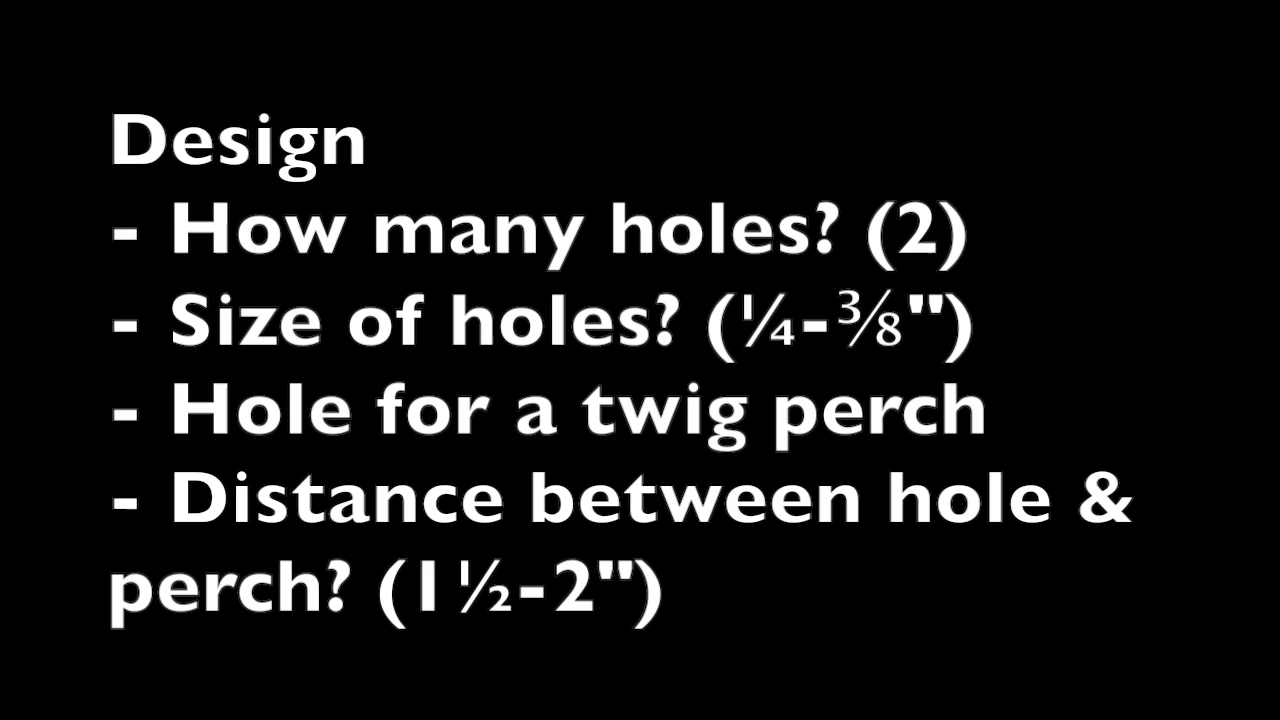 Design
- How many holes? (2)
- Size of holes? (¼-⅜")
- Hole for a twig perch
- Distance between hole &
perch? (1½-2")